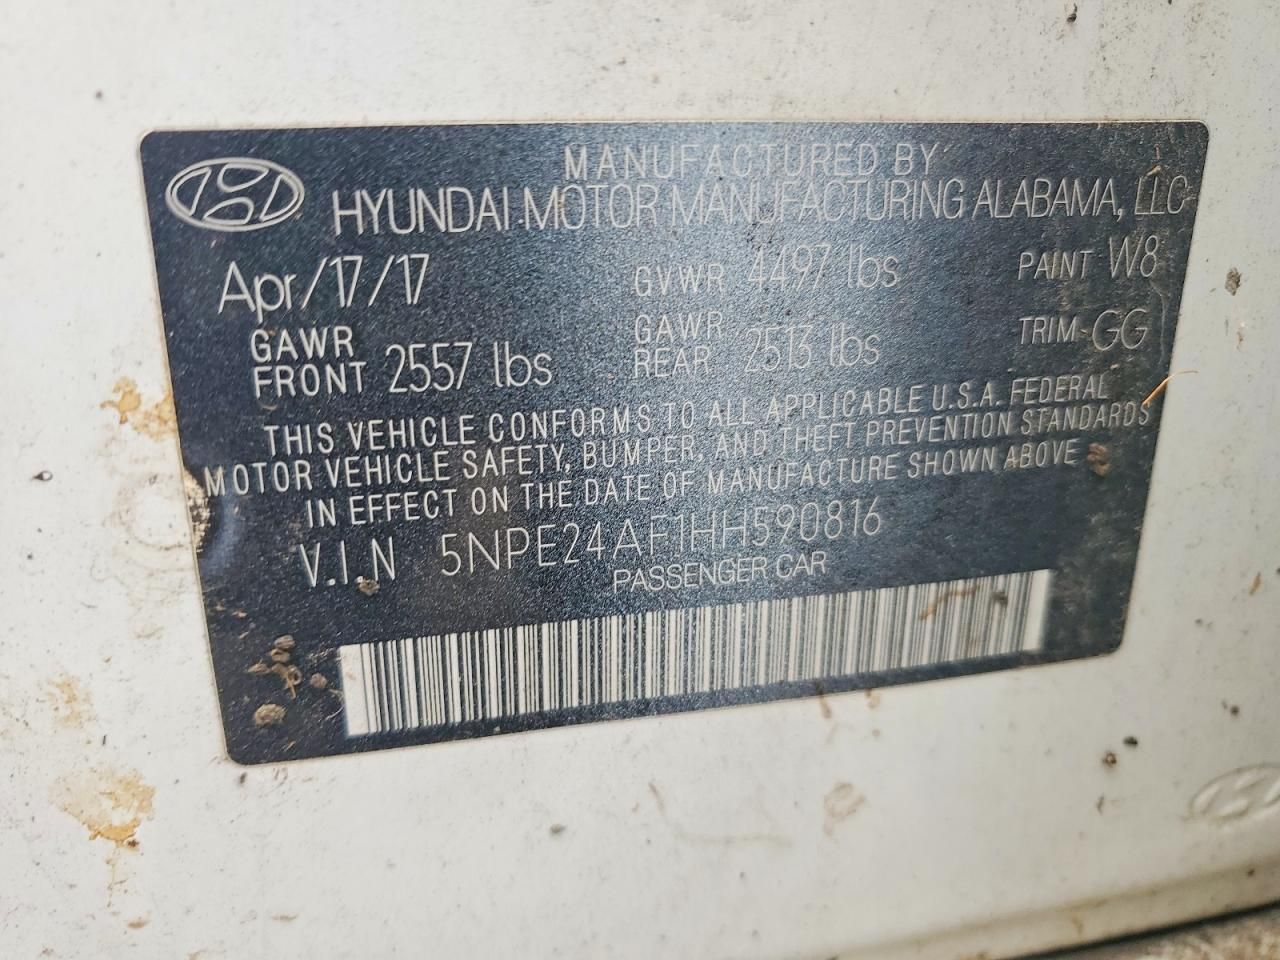 MANUFACTURED BY
HYUNDAI MOTOR MANUFACTURING ALABAMA, LLC
Apr/17/17 GVWR 4497 lbs PAINT W8
GAWR FRONT 2557 lbs GAWR REAR 2513 lbs TRIM GG
THIS VEHICLE CONFORMS TO ALL APPLICABLE U.S.A. FEDERAL
MOTOR VEHICLE SAFETY, BUMPER, AND THEFT PREVENTION STANDARDS
IN EFFECT ON THE DATE OF MANUFACTURE SHOWN ABOVE
V.I.N 5NPE24AF1HH590816
PASSENGER CAR